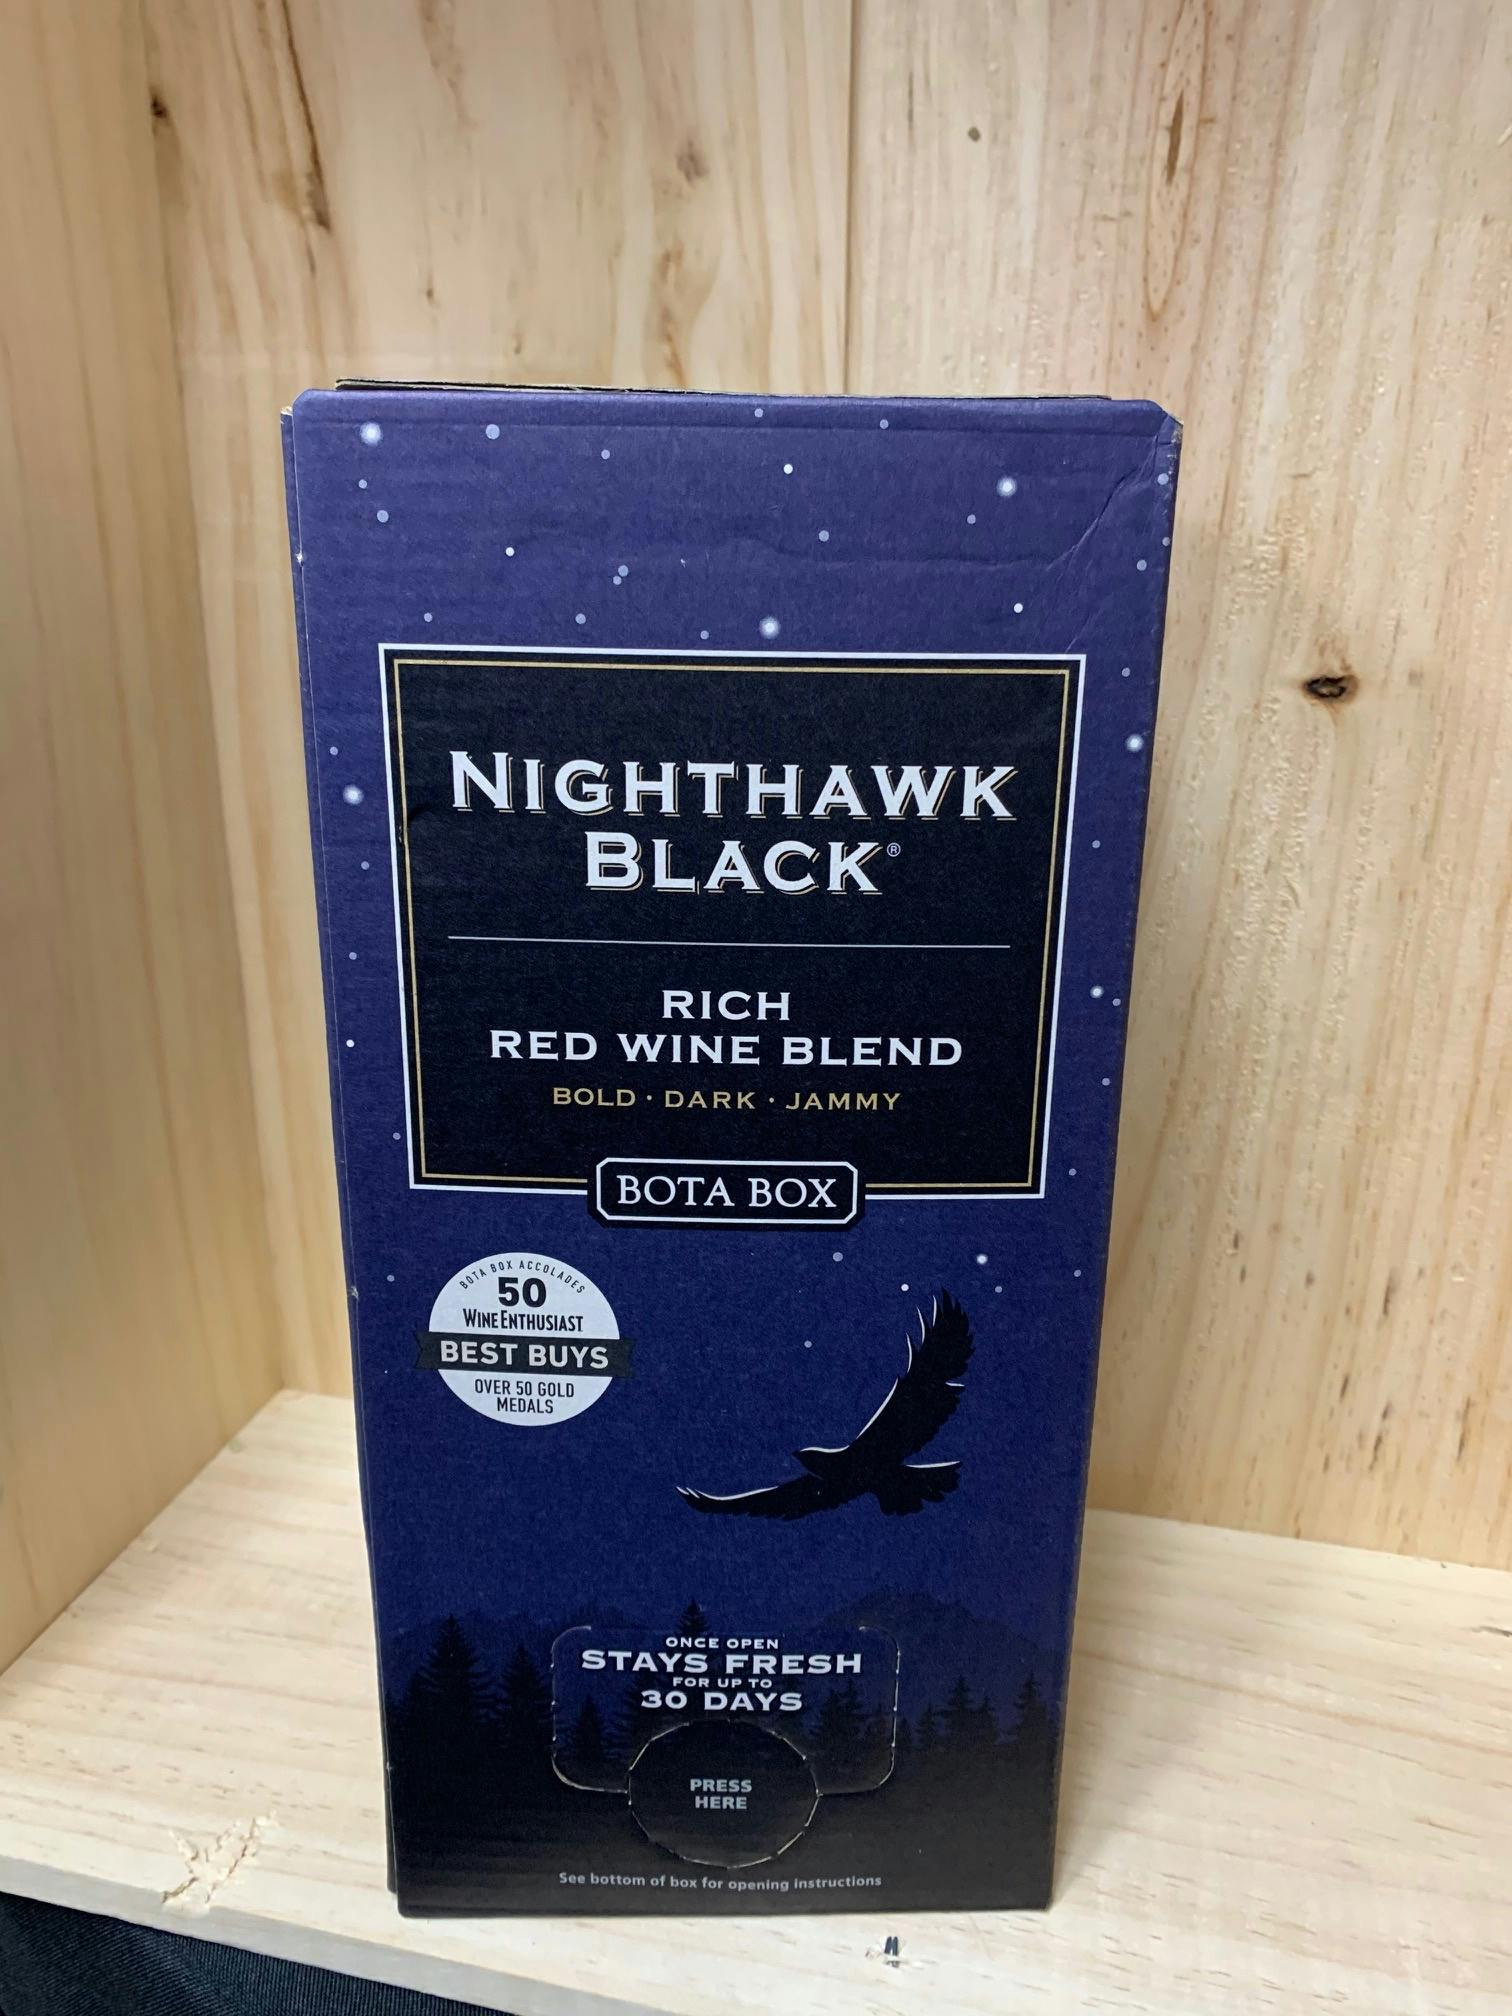 NIGHTHAWK
BLACK®
RICH
RED WINE BLEND
BOLD · DARK · JAMMY
BOTA BOX
BOTA BOX ACCOLADES
50
WINE ENTHUSIAST
BEST BUYS
OVER 50 GOLD
MEDALS
ONCE OPEN
STAYS FRESH
FOR UP TO
30 DAYS
PRESS
HERE
See bottom of box for opening instructions